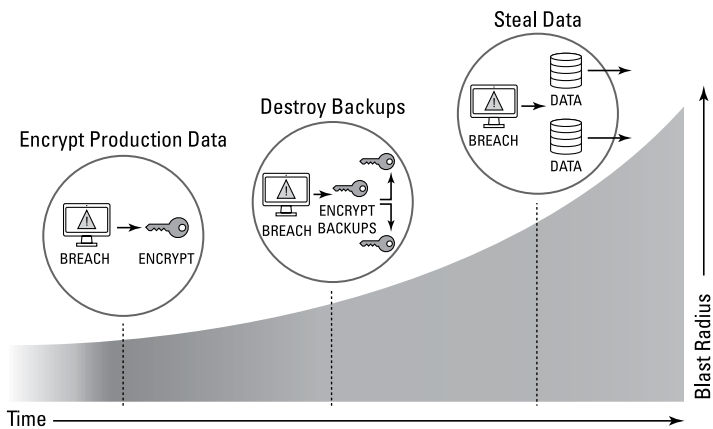 Steal Data
BREACH
DATA
DATA
Destroy Backups
BREACH
ENCRYPT
BACKUPS
Encrypt Production Data
BREACH
ENCRYPT
Blast Radius
Time